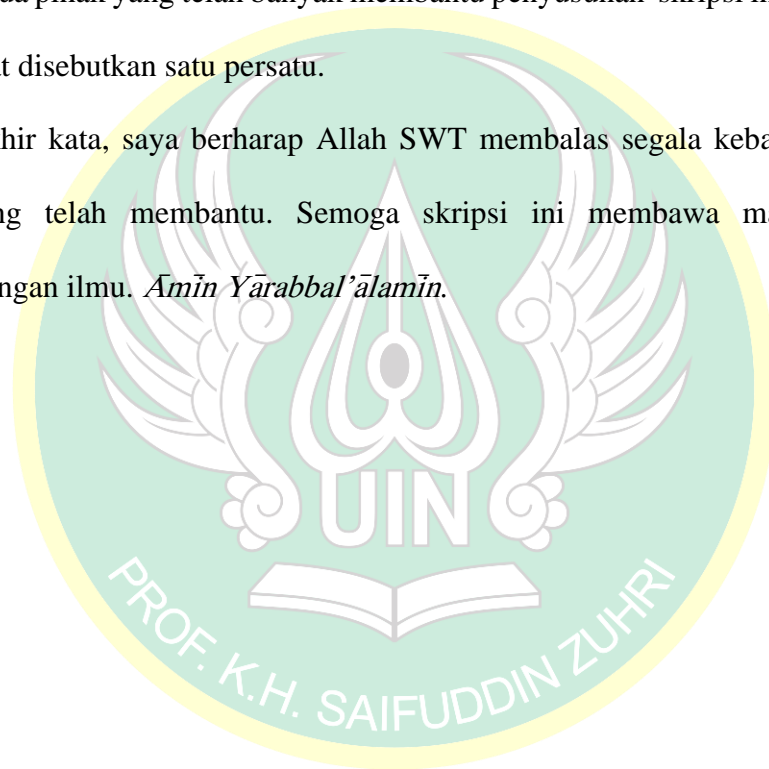 da pihak yang telah banyak membantu penyusunan skripsi
at disebutkan satu persatu.
hir kata, saya berharap Allah SWT membalas segala keba
ng telah membantu. Semoga skripsi ini membawa ma
ngan ilmu. Āmīn Yārabbal’ālamīn.
UIN
PROF. K.H. SAIFUDDIN ZUHRI